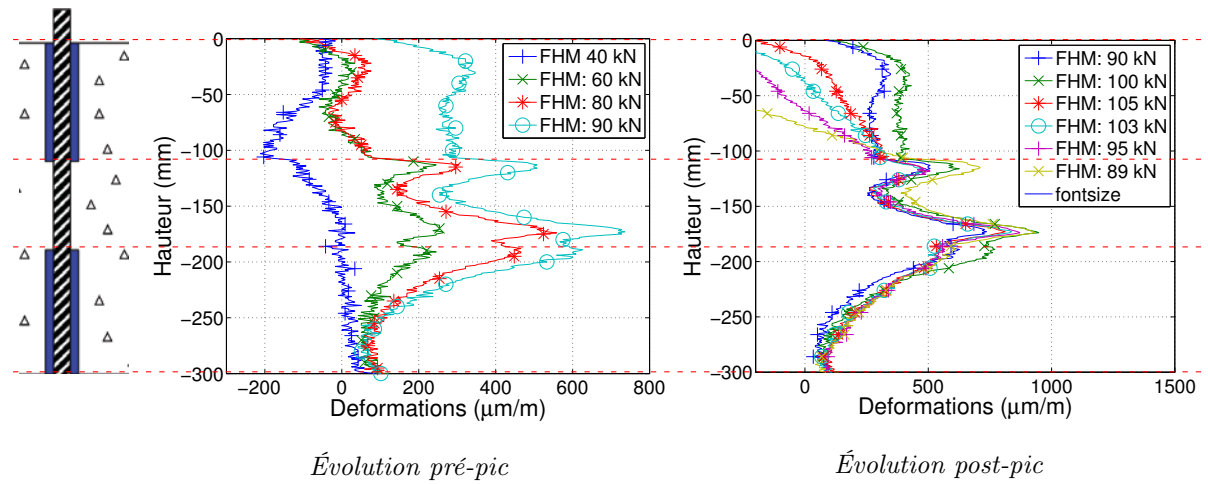 0
−50
−100
−150
−200
−250
−300
Hauteur (mm)
−200
0
200
400
600
800
Deformations (μm/m)
FHM 40 kN
FHM: 60 kN
FHM: 80 kN
FHM: 90 kN
Évolution pré-pic
0
−50
−100
−150
−200
−250
−300
Hauteur (mm)
0
500
1000
1500
Deformations (μm/m)
FHM: 90 kN
FHM: 100 kN
FHM: 105 kN
FHM: 103 kN
FHM: 95 kN
FHM: 89 kN
fontsize
Évolution post-pic